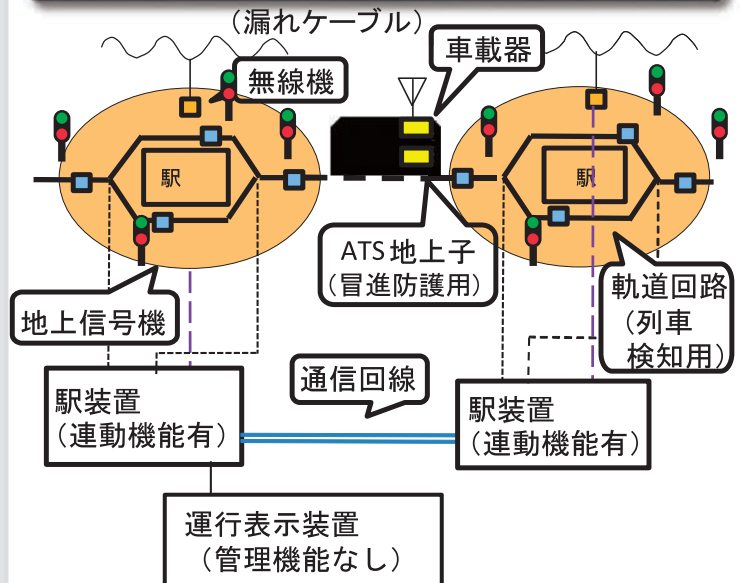 （漏れケーブル）
車載器
無線機
駅
駅
ATS地上子
（冒進防護用）
軌道回路
（列車
検知用）
地上信号機
通信回線
駅装置
（連動機能有）
駅装置
（連動機能有）
運行表示装置
（管理機能なし）